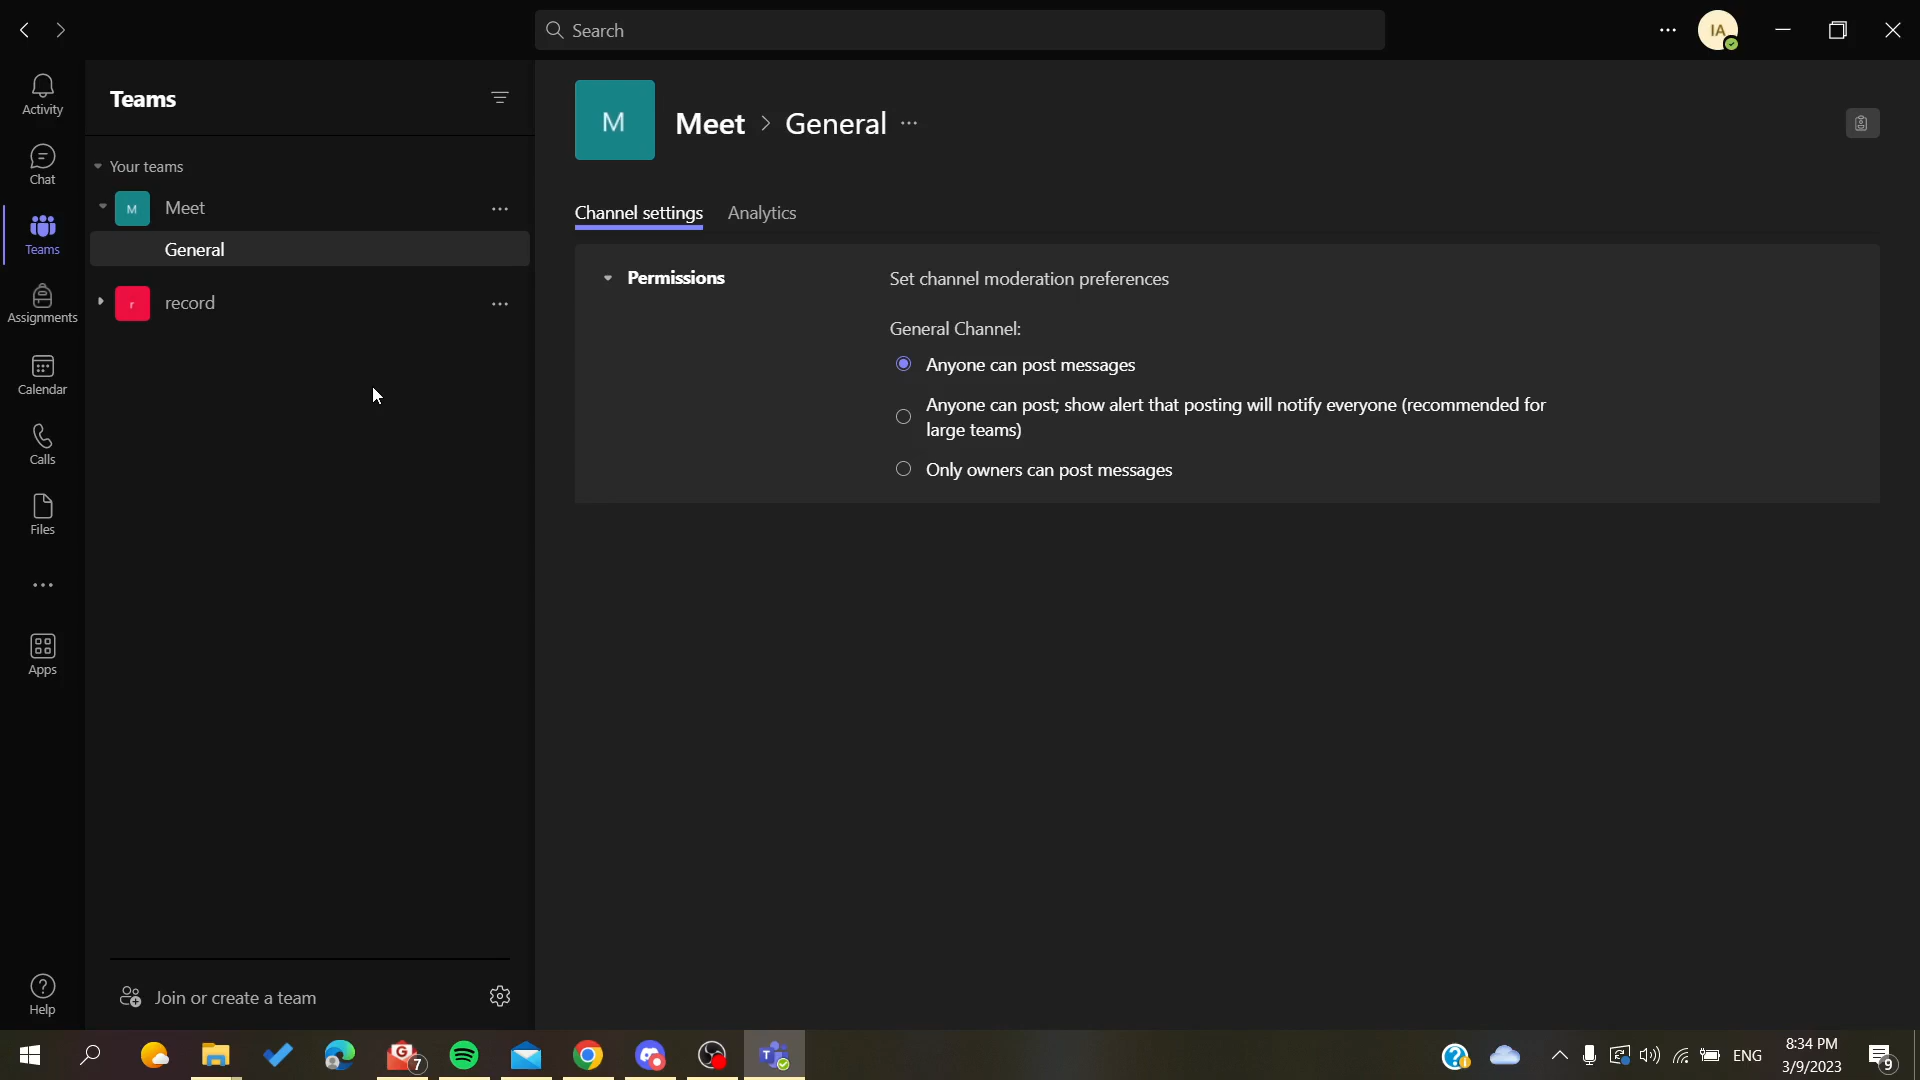 Search
IA
Activity
Chat
Teams
Assignments
Calendar
Calls
Files
Apps
Help
Teams
Your teams
M Meet
General
r record
Join or create a team
M
Meet > General
Channel settings Analytics
Permissions
Set channel moderation preferences
General Channel:
Anyone can post messages
Anyone can post; show alert that posting will notify everyone (recommended for
large teams)
Only owners can post messages
G 7
T
ENG
8:34 PM
3/9/2023
9